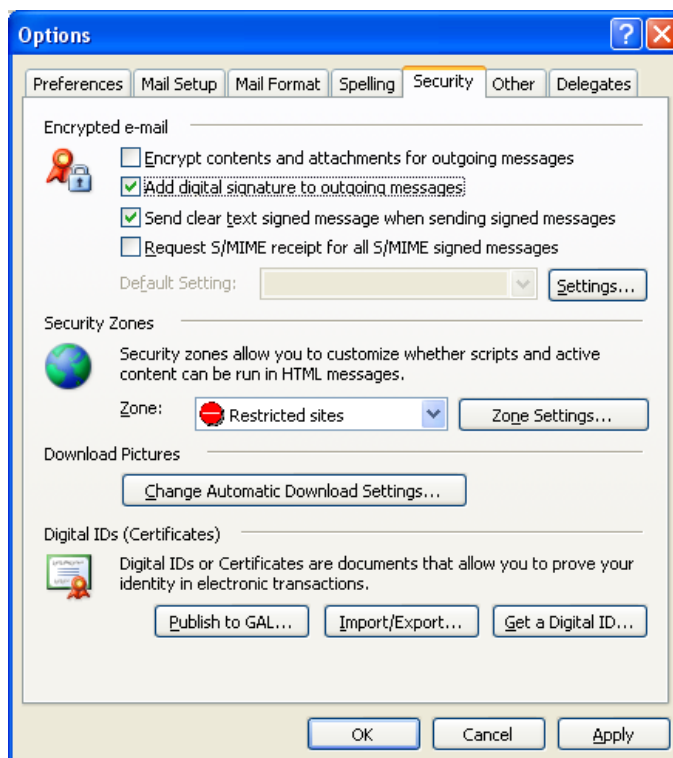 Options
Preferences Mail Setup Mail Format Spelling Security Other Delegates
Encrypted e-mail
Encrypt contents and attachments for outgoing messages
Add digital signature to outgoing messages
Send clear text signed message when sending signed messages
Request S/MIME receipt for all S/MIME signed messages
Default Setting: Settings...
Security Zones
Security zones allow you to customize whether scripts and active
content can be run in HTML messages.
Zone: Restricted sites Zone Settings...
Download Pictures
Change Automatic Download Settings...
Digital IDs (Certificates)
Digital IDs or Certificates are documents that allow you to prove your
identity in electronic transactions.
Publish to GAL... Import/Export... Get a Digital ID...
OK Cancel Apply